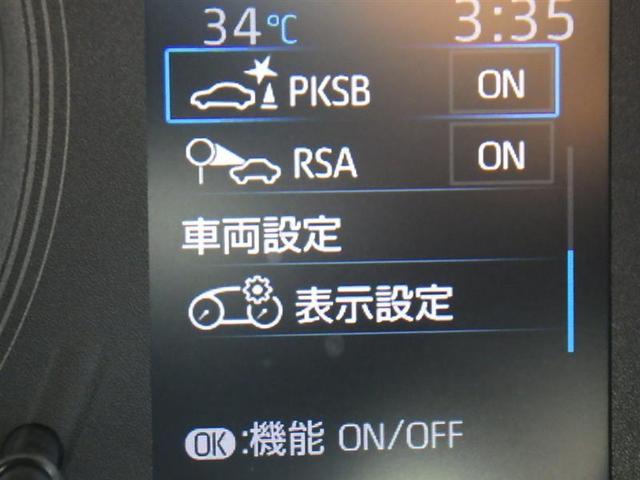 34℃ 3:35
PKSB ON
RSA ON
車両設定
表示設定
OK:機能 ON/OFF